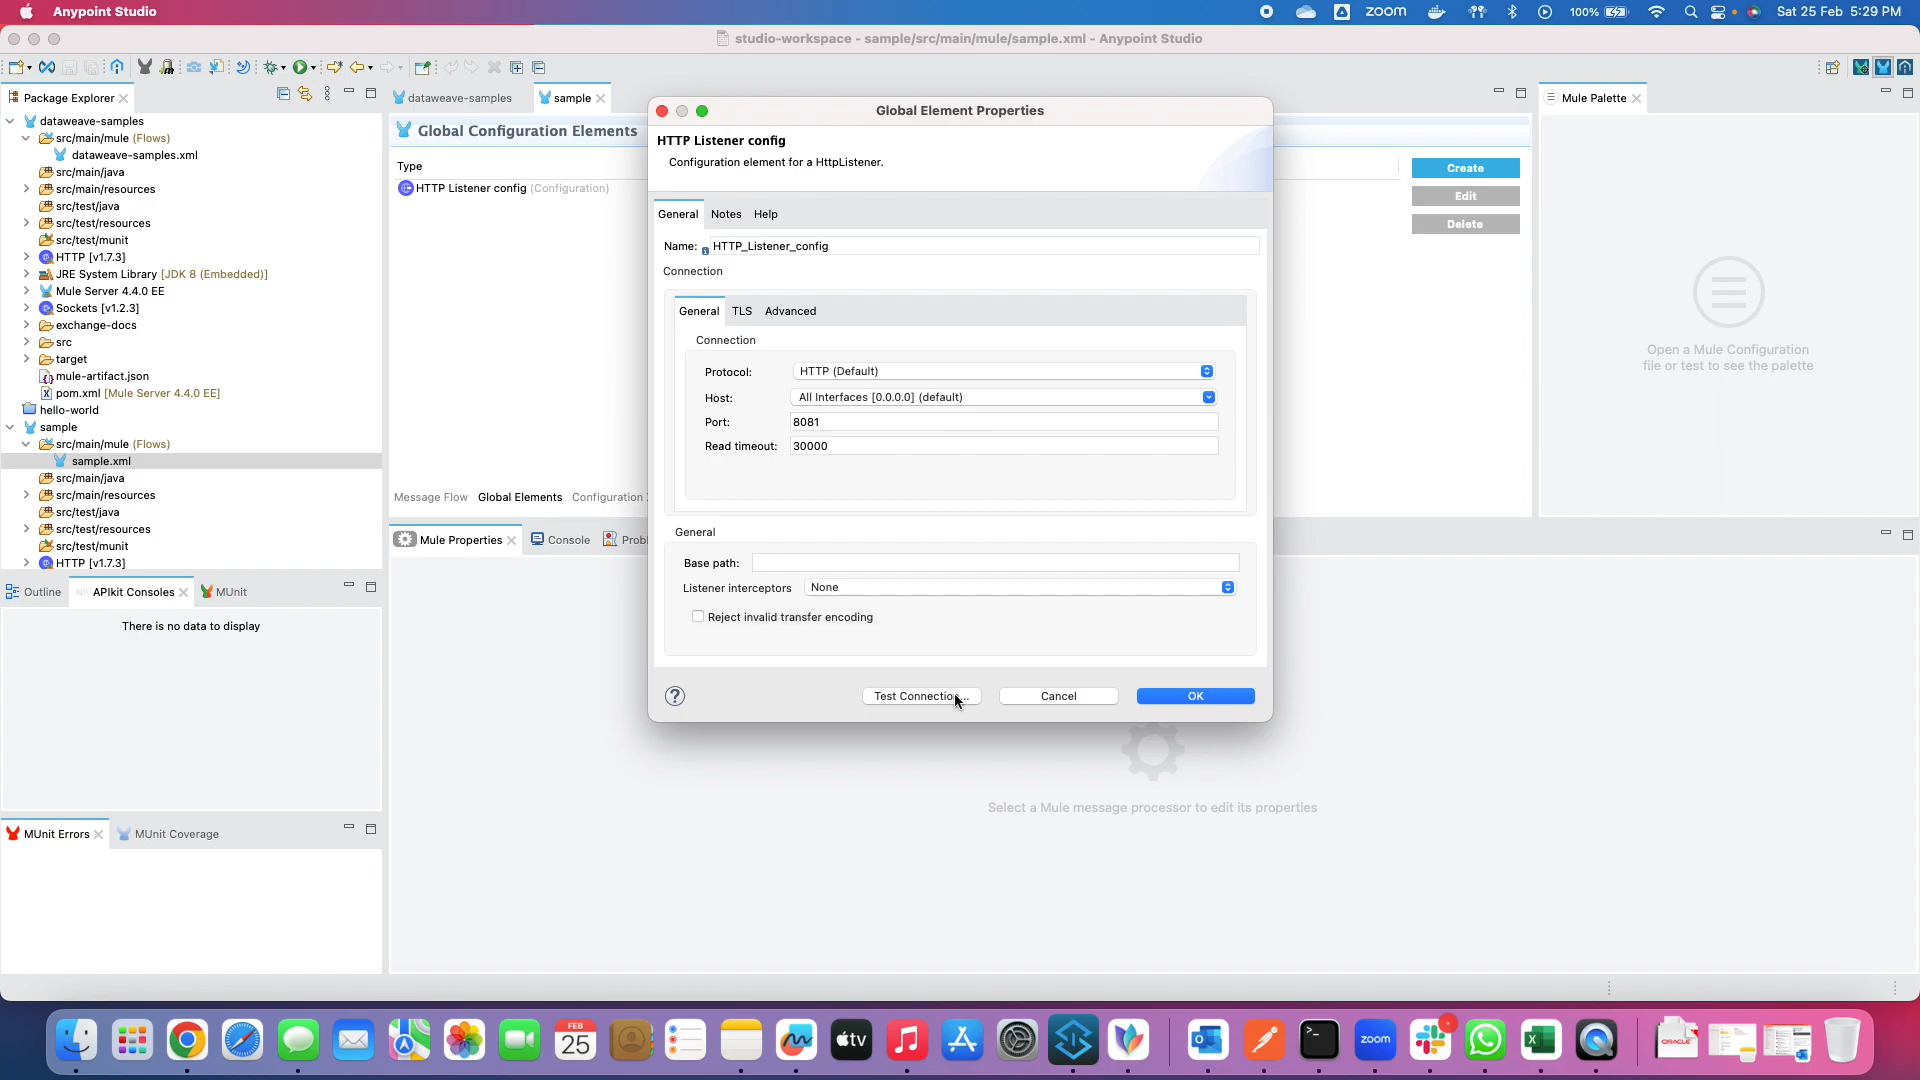 Anypoint Studio
zoom
100%
Sat 25 Feb 5:29 PM
studio-workspace - sample/src/main/mule/sample.xml - Anypoint Studio
Package Explorer
dataweave-samples
src/main/mule (Flows)
dataweave-samples.xml
src/main/java
src/main/resources
src/test/java
src/test/resources
src/test/munit
HTTP [v1.7.3]
JRE System Library [JDK 8 (Embedded)]
Mule Server 4.4.0 EE
Sockets [v1.2.3]
exchange-docs
src
target
mule-artifact.json
pom.xml [Mule Server 4.4.0 EE]
hello-world
sample
src/main/mule (Flows)
sample.xml
src/main/java
src/main/resources
src/test/java
src/test/resources
src/test/munit
HTTP [v1.7.3]
Outline
APIkit Consoles
MUnit
There is no data to display
MUnit Errors
MUnit Coverage
dataweave-samples
sample
Global Configuration Elements
Type
HTTP Listener config (Configuration)
Message Flow
Global Elements
Configuration
Create
Edit
Delete
Mule Palette
Open a Mule Configuration
file or test to see the palette
Mule Properties
Console
Probl
Select a Mule message processor to edit its properties
Global Element Properties
HTTP Listener config
Configuration element for a HttpListener.
General
Notes
Help
Name: HTTP_Listener_config
Connection
General
TLS
Advanced
Connection
Protocol: HTTP (Default)
Host: All Interfaces [0.0.0.0] (default)
Port: 8081
Read timeout: 30000
General
Base path:
Listener interceptors None
Reject invalid transfer encoding
?
Test Connection...
Cancel
OK
FEB
25
tv
zoom
ORACLE